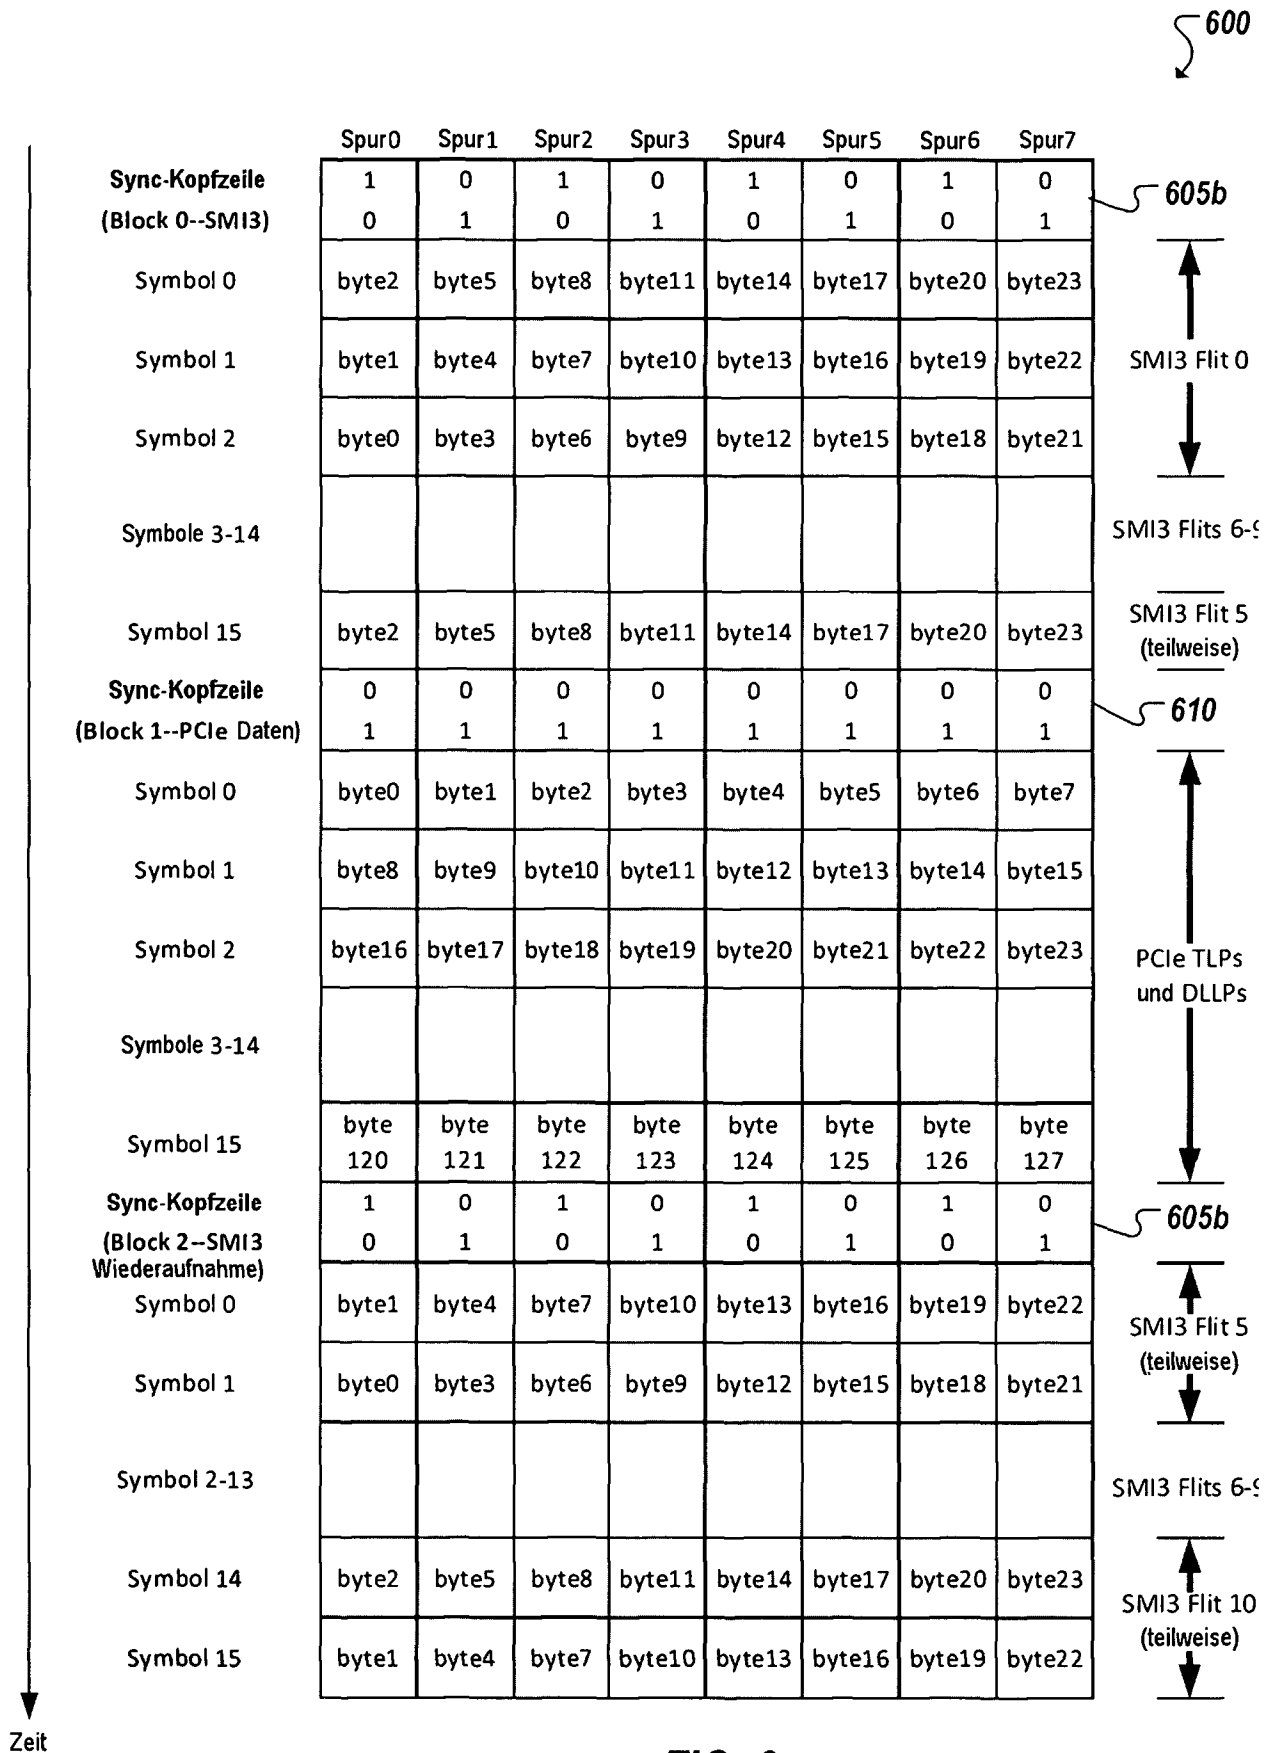 600
Spur0 Spur1 Spur2 Spur3 Spur4 Spur5 Spur6 Spur7
Sync-Kopfzeile 1 0 1 0 1 0 1 0
605b
(Block 0--SMI3) 0 1 0 1 0 1 0 1
Symbol 0 byte2 byte5 byte8 byte11 byte14 byte17 byte20 byte23
Symbol 1 byte1 byte4 byte7 byte10 byte13 byte16 byte19 byte22 SMI3 Flit 0
Symbol 2 byte0 byte3 byte6 byte9 byte12 byte15 byte18 byte21
Symbole 3-14 SMI3 Flits
Symbol 15 byte2 byte5 byte8 byte11 byte14 byte17 byte20 byte23 SMI3 Flit 5
(teilweise)
Sync-Kopfzeile 0 0 0 0 0 0 0 0
610
(Block 1--PCIe Daten) 1 1 1 1 1 1 1 1
Symbol 0 byte0 byte1 byte2 byte3 byte4 byte5 byte6 byte7
Symbol 1 byte8 byte9 byte10 byte11 byte12 byte13 byte14 byte15
Symbol 2 byte16 byte17 byte18 byte19 byte20 byte21 byte22 byte23
PCIe TLPs
und DLLPs
Symbole 3-14
Symbol 15 byte 120 byte 121 byte 122 byte 123 byte 124 byte 125 byte 126 byte 127
Sync-Kopfzeile 1 0 1 0 1 0 1 0
605b
(Block 2--SMI3 0 1 0 1 0 1 0 1
Wiederaufnahme)
Symbol 0 byte1 byte4 byte7 byte10 byte13 byte16 byte19 byte22
SMI3 Flit 5
(teilweise)
Symbol 1 byte0 byte3 byte6 byte9 byte12 byte15 byte18 byte21
Symbol 2-13 SMI3 Flits
Symbol 14 byte2 byte5 byte8 byte11 byte14 byte17 byte20 byte23
SMI3 Flit 10
(teilweise)
Symbol 15 byte1 byte4 byte7 byte10 byte13 byte16 byte19 byte22
Zeit